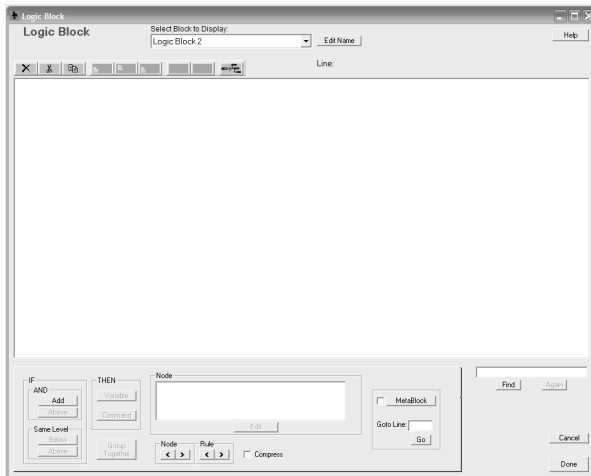 Logic Block
Logic Block
Select Block to Display:
Logic Block 2
Edit Name
Help
Line:
IF
AND
Add
Above
Same Level
Below
Above
THEN
Variable
Command
Group
Together
Node
Edit
Node
< >
Rule
< >
Compress
MetaBlock
Goto Line:
Go
Find
Again
Cancel
Done